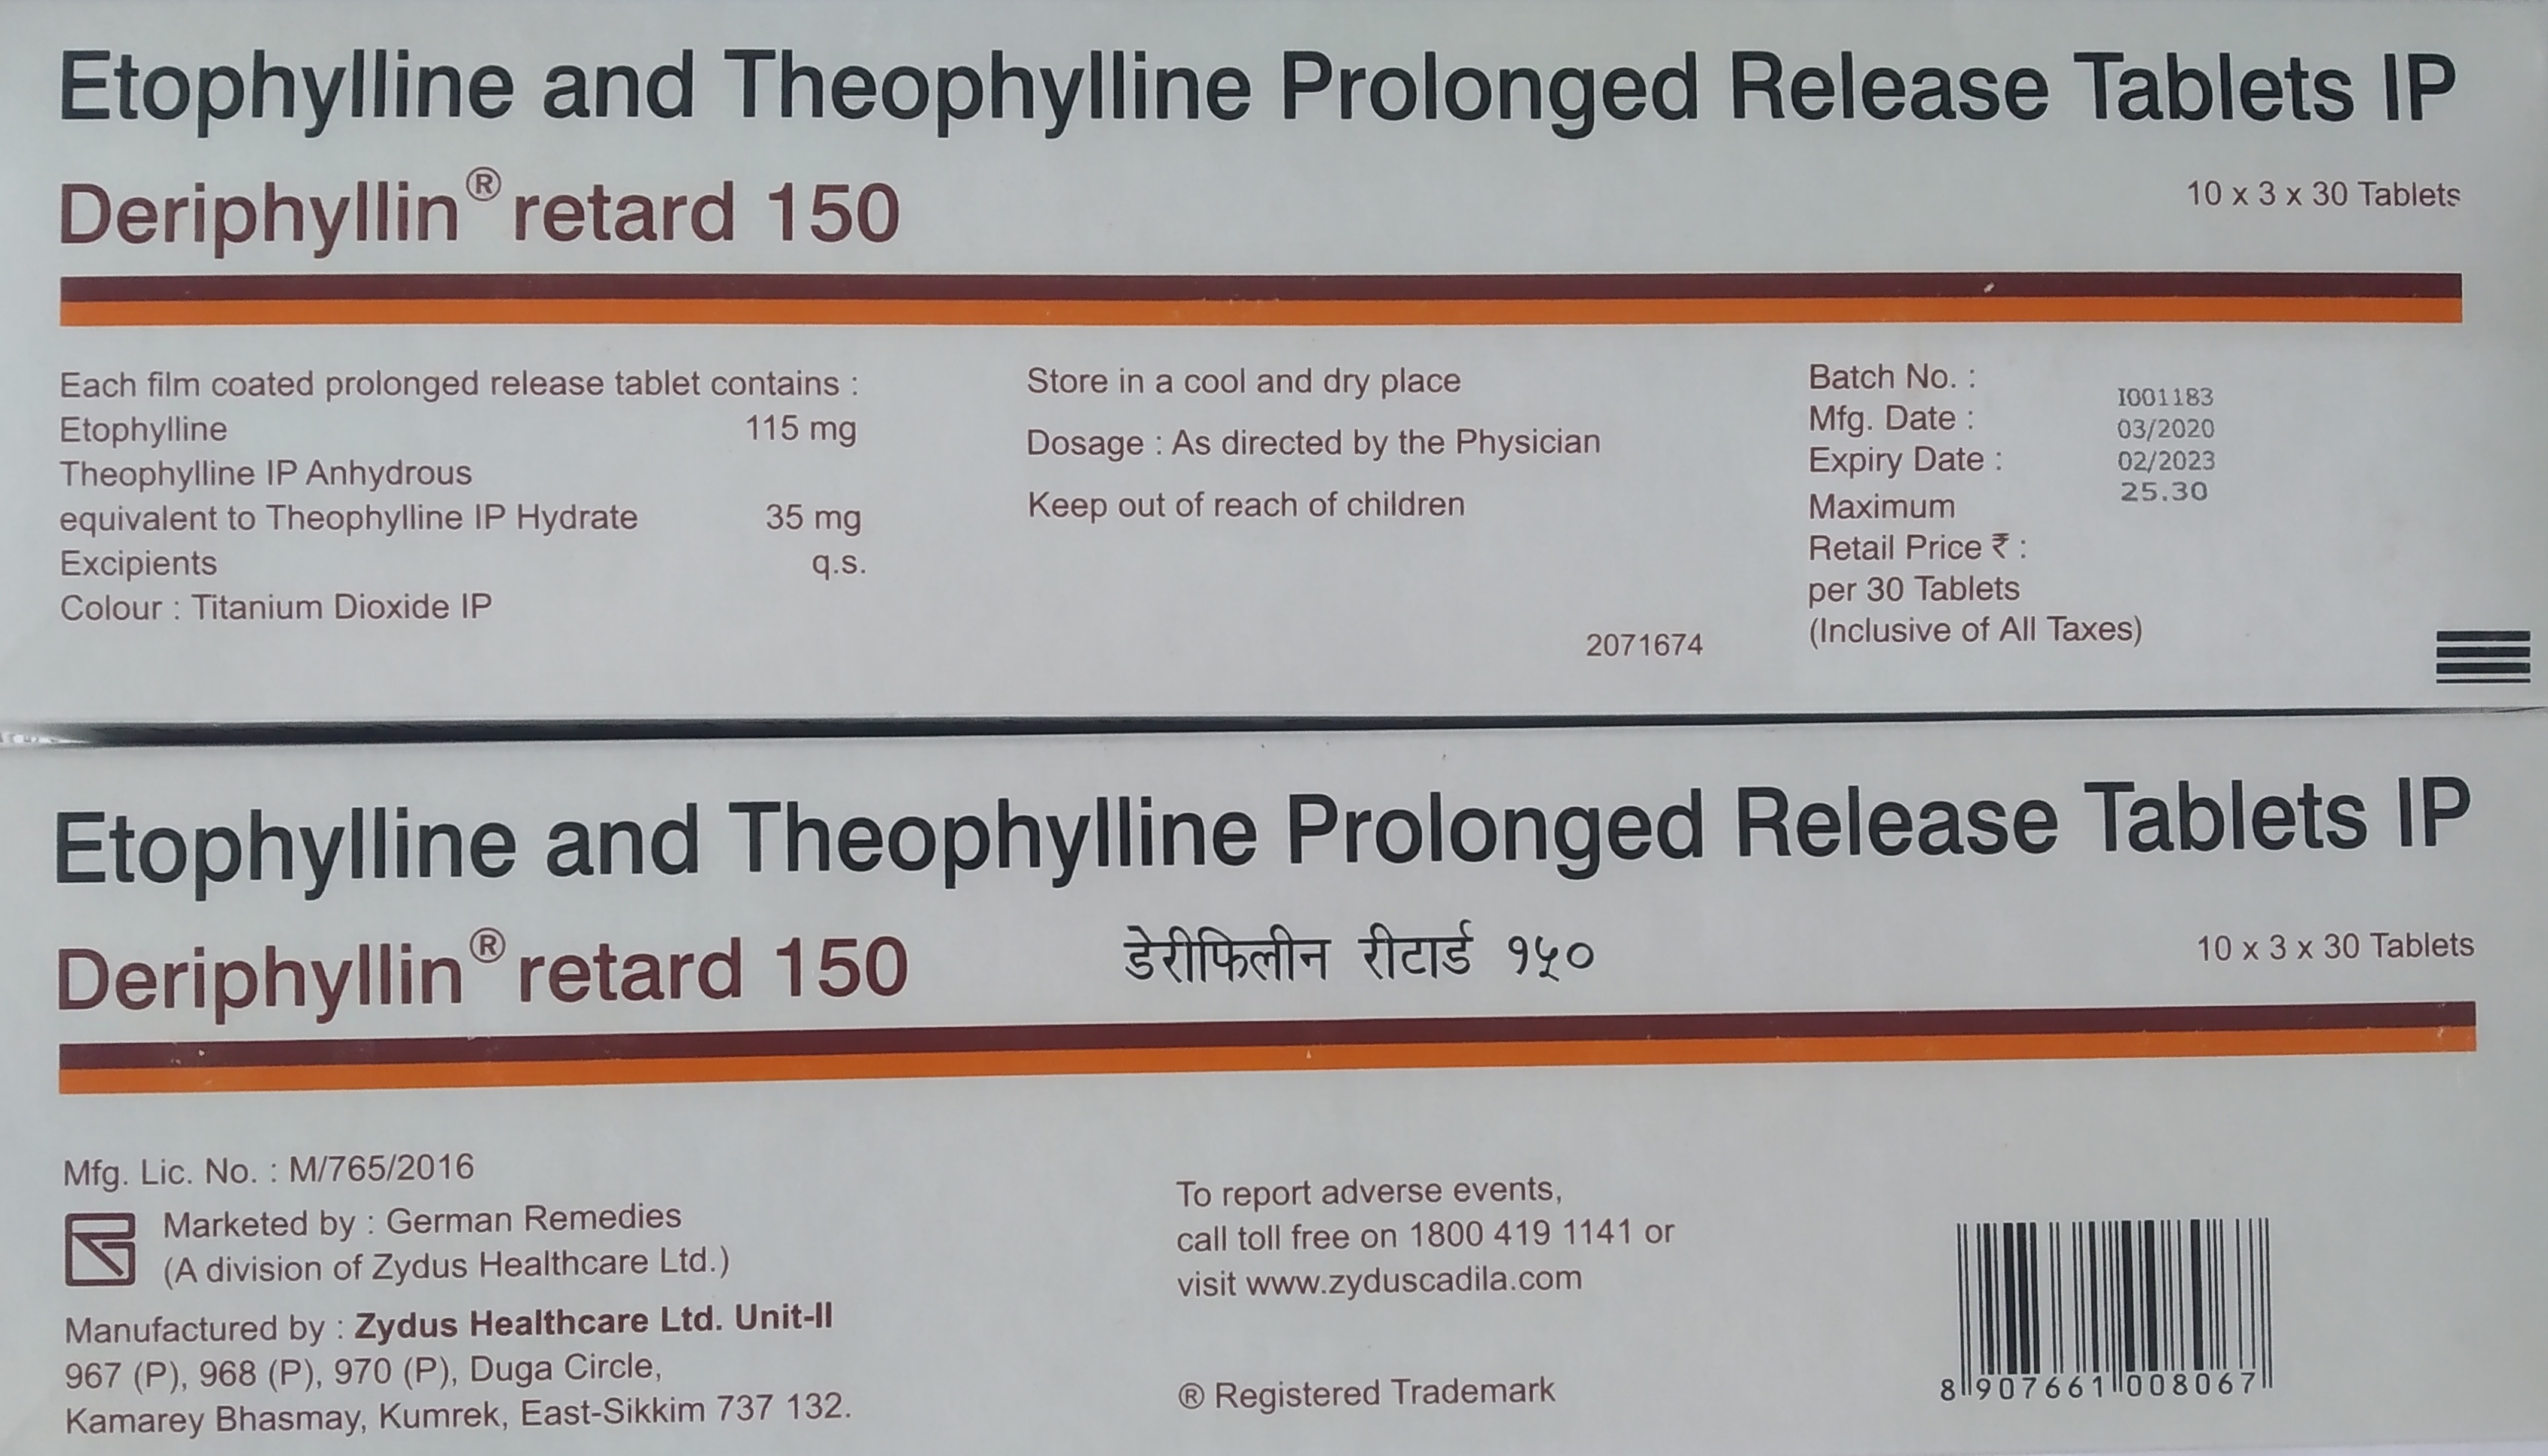 Etophylline and Theophylline Prolonged Release Tablets IP
Deriphyllin® retard 150
10 x 3 x 30 Tablets
Each film coated prolonged release tablet contains :
Etophylline 115 mg
Theophylline IP Anhydrous
equivalent to Theophylline IP Hydrate 35 mg
Excipients q.s.
Colour : Titanium Dioxide IP
Store in a cool and dry place
Dosage : As directed by the Physician
Keep out of reach of children
2071674
Batch No. : I001183
Mfg. Date : 03/2020
Expiry Date : 02/2023
Maximum 25.30
Retail Price ₹ :
per 30 Tablets
(Inclusive of All Taxes)
Etophylline and Theophylline Prolonged Release Tablets IP
Deriphyllin® retard 150
डेरीफिलीन रीटार्ड १५०
10 x 3 x 30 Tablets
Mfg. Lic. No. : M/765/2016
Marketed by : German Remedies
(A division of Zydus Healthcare Ltd.)
Manufactured by : Zydus Healthcare Ltd. Unit-II
967 (P), 968 (P), 970 (P), Duga Circle,
Kamarey Bhasmay, Kumrek, East-Sikkim 737 132.
To report adverse events,
call toll free on 1800 419 1141 or
visit www.zyduscadila.com
® Registered Trademark
8 907661 008067